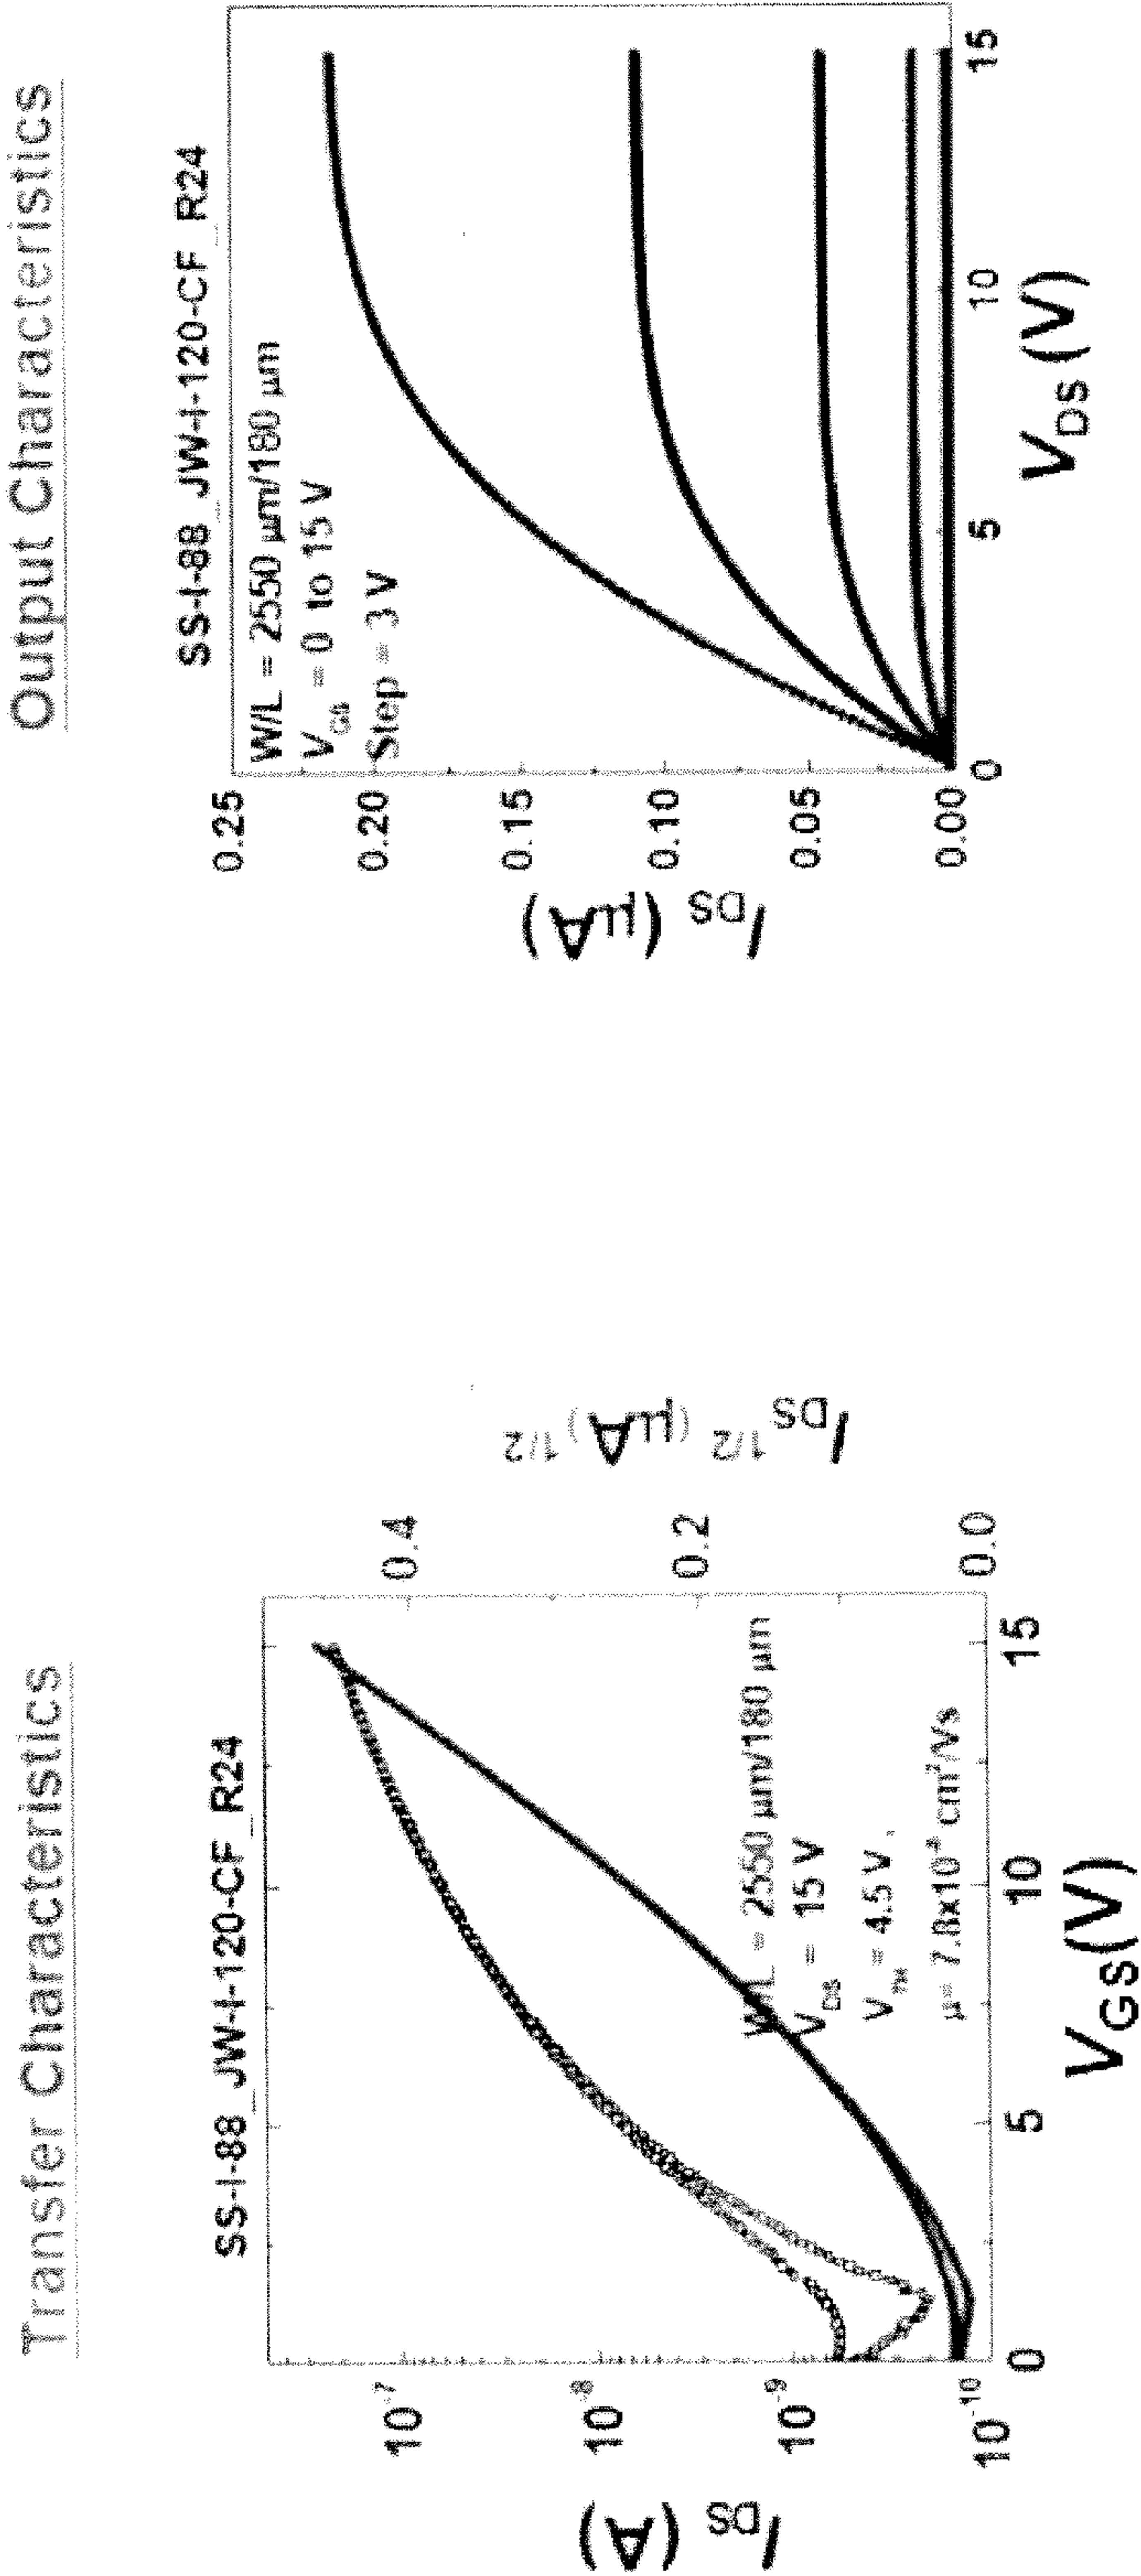 Transfer Characteristics
SS-I-88_JW-I-120-CF_R24
I_DS (A)
10^-7
10^-8
10^-9
10^-10
I_DS^1/2 (μA)^1/2
0.4
0.2
0.0
W/L = 2550 μm/180 μm
V_DS = 15 V
= 4.5 V
cm²/Vs
0 5 10 15
V_GS (V)
Output Characteristics
SS-I-88_JW-I-120-CF_R24
W/L = 2550 μm/180 μm
V_GS = 0 to 15 V
Step = 3 V
I_DS (μA)
0.25
0.20
0.15
0.10
0.05
0.00
0 5 10 15
V_DS (V)